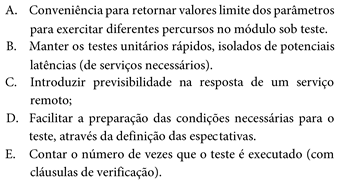 A. Conveniência para retornar valores limite dos parâmetros
para exercitar diferentes percursos no módulo sob teste.
B. Manter os testes unitários rápidos, isolados de potenciais
latências (de serviços necessários).
C. Introduzir previsibilidade na resposta de um serviço
remoto;
D. Facilitar a preparação das condições necessárias para o
teste, através da definição das espectativas.
E. Contar o número de vezes que o teste é executado (com
cláusulas de verificação).